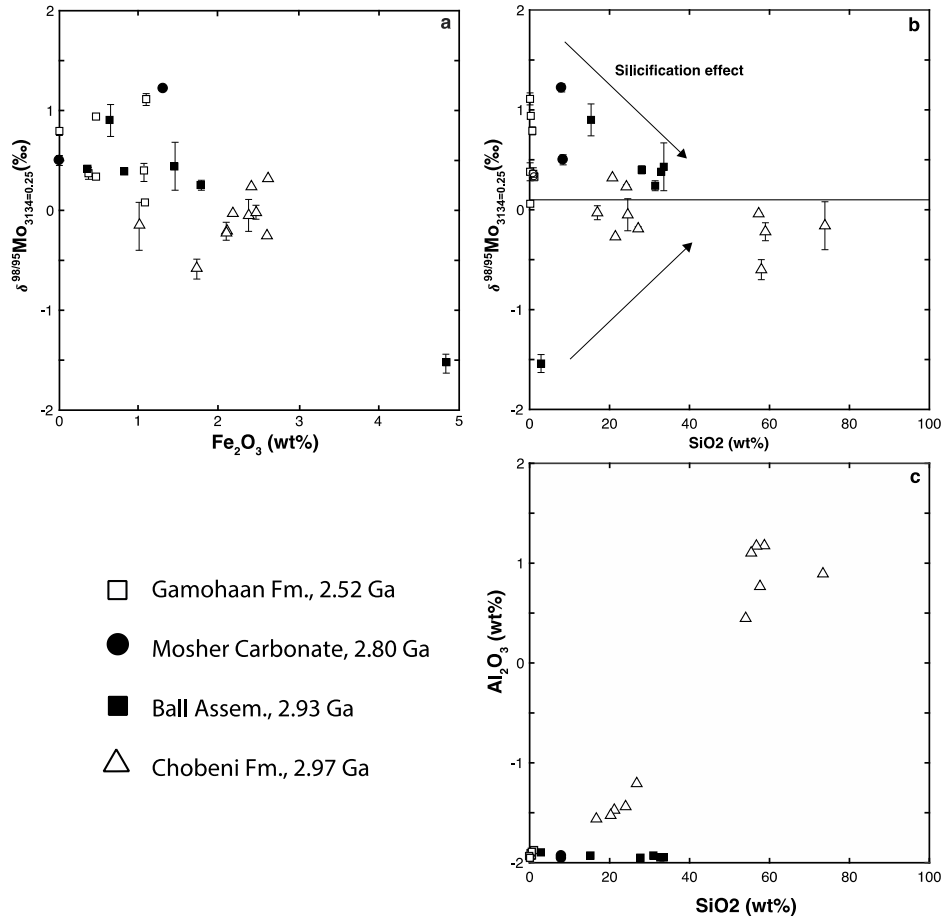 a
2
1
0
-1
-2
δ98/95Mo3134=0.25(‰)
0 1 2 3 4 5
Fe2O3 (wt%)
b
Silicification effect
2
1
0
-1
-2
δ98/95Mo3134=0.25(‰)
0 20 40 60 80 100
SiO2 (wt%)
c
2
1
0
-1
-2
Al2O3 (wt%)
0 20 40 60 80 100
SiO2 (wt%)
Gamohaan Fm., 2.52 Ga
Mosher Carbonate, 2.80 Ga
Ball Assem., 2.93 Ga
Chobeni Fm., 2.97 Ga